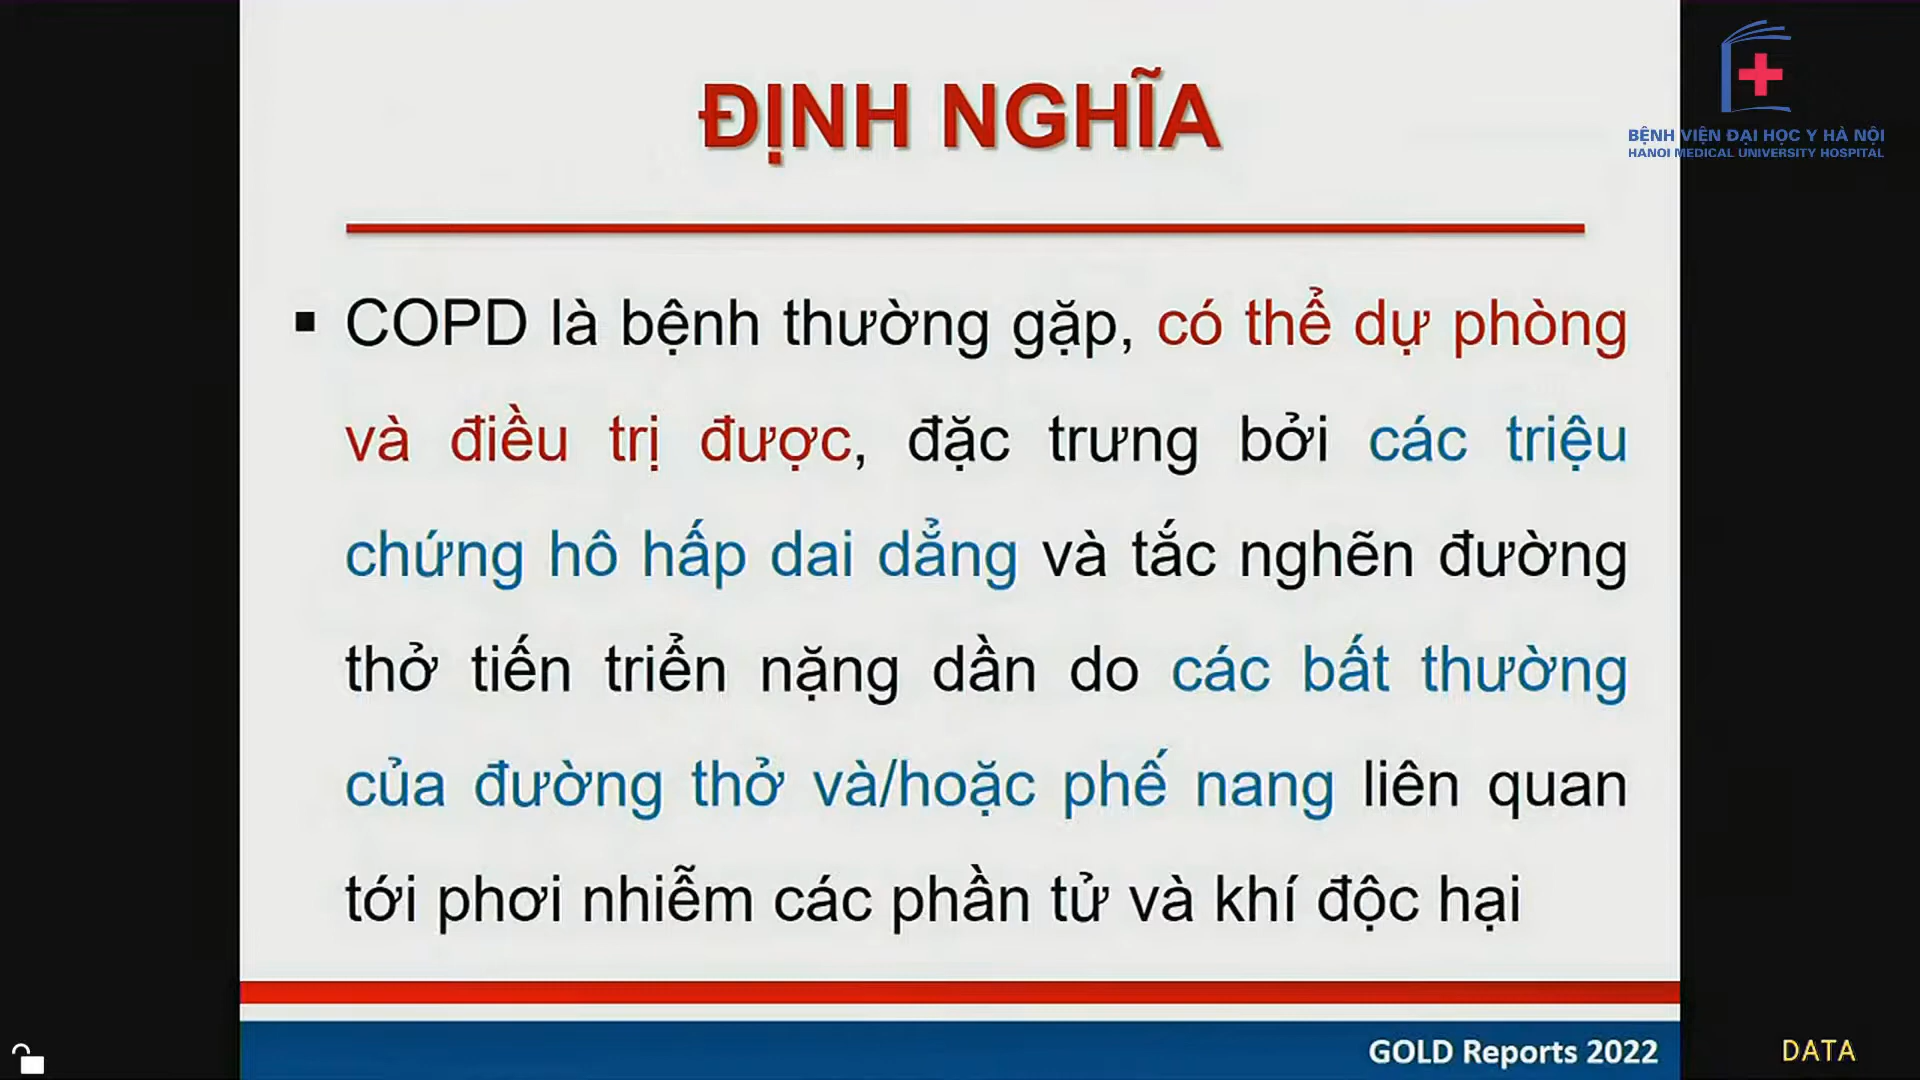 ĐỊNH NGHĨA
BỆNH VIỆN ĐẠI HỌC Y HÀ NỘI
HANOI MEDICAL UNIVERSITY HOSPITAL
▪ COPD là bệnh thường gặp, có thể dự phòng
và điều trị được, đặc trưng bởi các triệu
chứng hô hấp dai dẳng và tắc nghẽn đường
thở tiến triển nặng dần do các bất thường
của đường thở và/hoặc phế nang liên quan
tới phơi nhiễm các phần tử và khí độc hại
GOLD Reports 2022
DATA